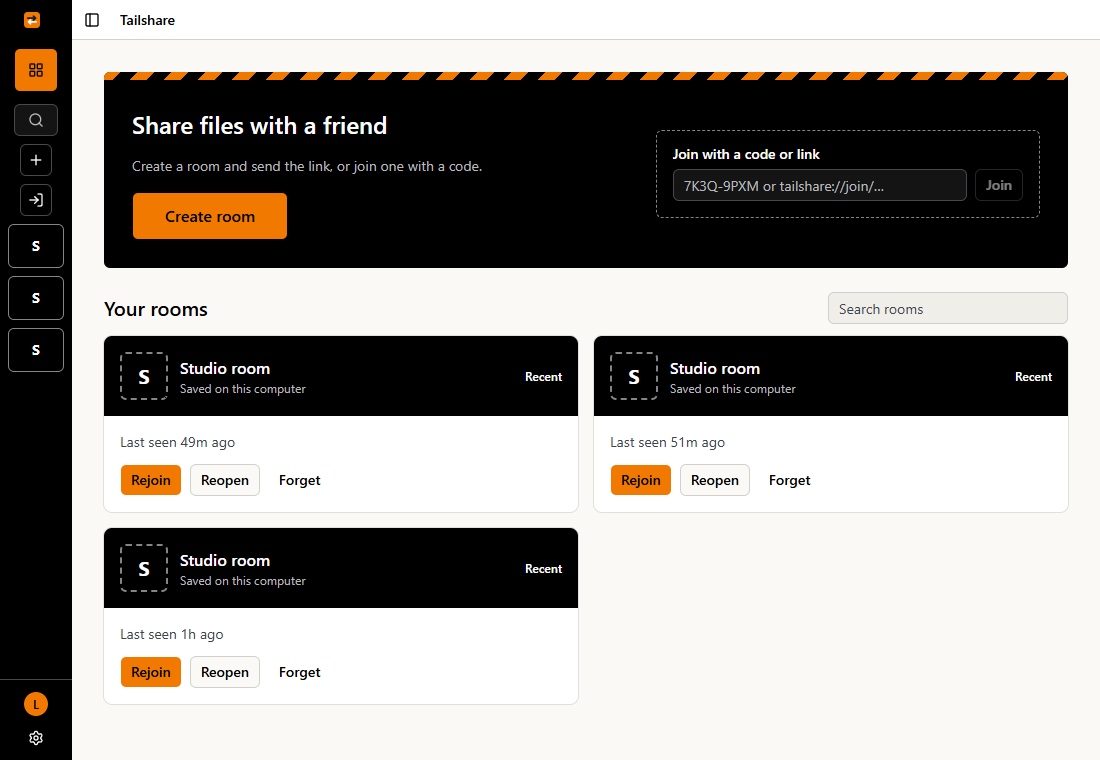 Tailshare
Share files with a friend
Create a room and send the link, or join one with a code.
Create room
Join with a code or link
7K3Q-9PXM or tailshare://join/...
Join
S
S
S
Your rooms
Search rooms
S
Studio room
Saved on this computer
Recent
Last seen 49m ago
Rejoin
Reopen
Forget
S
Studio room
Saved on this computer
Recent
Last seen 51m ago
Rejoin
Reopen
Forget
S
Studio room
Saved on this computer
Recent
Last seen 1h ago
Rejoin
Reopen
Forget
L